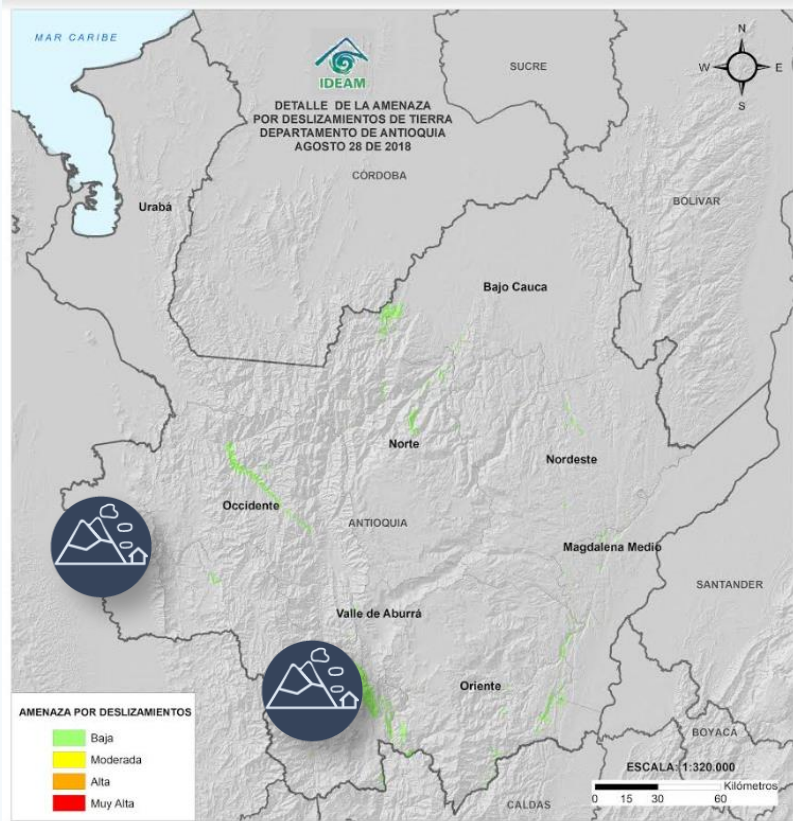 MAR CARIBE
IDEAM
DETALLE DE LA AMENAZA
POR DESLIZAMIENTOS DE TIERRA
DEPARTAMENTO DE ANTIOQUIA
AGOSTO 28 DE 2018
SUCRE
N
W
E
S
CÓRDOBA
Urabá
BOLÍVAR
Bajo Cauca
Norte
Nordeste
Occidente
ANTIOQUIA
Magdalena Medio
SANTANDER
Valle de Aburrá
Oriente
AMENAZA POR DESLIZAMIENTOS
Baja
Moderada
Alta
Muy Alta
BOYACÁ
ESCALA: 1:320.000
Kilómetros
0 15 30 60
CALDAS